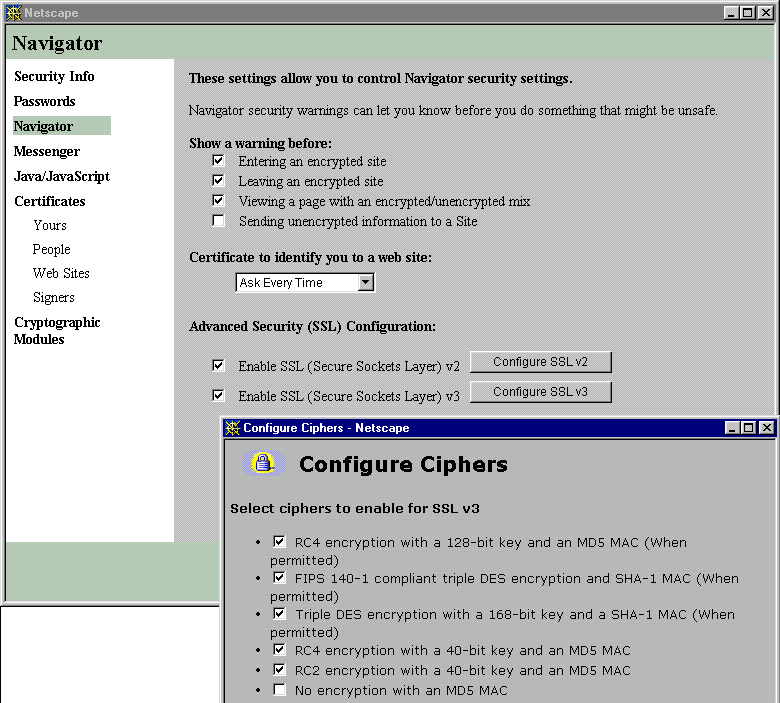 Netscape
Navigator
Security Info
Passwords
Navigator
Messenger
Java/JavaScript
Certificates
Yours
People
Web Sites
Signers
Cryptographic
Modules
These settings allow you to control Navigator security settings.
Navigator security warnings can let you know before you do something that might be unsafe.
Show a warning before:
Entering an encrypted site
Leaving an encrypted site
Viewing a page with an encrypted/unencrypted mix
Sending unencrypted information to a Site
Certificate to identify you to a web site:
Ask Every Time
Advanced Security (SSL) Configuration:
Enable SSL (Secure Sockets Layer) v2 Configure SSL v2
Enable SSL (Secure Sockets Layer) v3 Configure SSL v3
Configure Ciphers - Netscape
Configure Ciphers
Select ciphers to enable for SSL v3
• RC4 encryption with a 128-bit key and an MD5 MAC (When
permitted)
• FIPS 140-1 compliant triple DES encryption and SHA-1 MAC (When
permitted)
• Triple DES encryption with a 168-bit key and a SHA-1 MAC (When
permitted)
• RC4 encryption with a 40-bit key and an MD5 MAC
• RC2 encryption with a 40-bit key and an MD5 MAC
• No encryption with an MD5 MAC